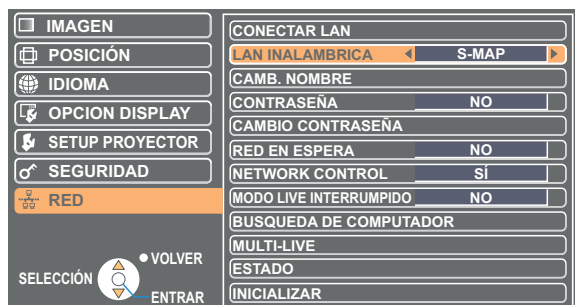 IMAGEN
POSICIÓN
IDIOMA
OPCION DISPLAY
SETUP PROYECTOR
SEGURIDAD
RED
VOLVER
SELECCIÓN
ENTRAR
CONECTAR LAN
LAN INALAMBRICA S-MAP
CAMB. NOMBRE
CONTRASEÑA NO
CAMBIO CONTRASEÑA
RED EN ESPERA NO
NETWORK CONTROL SÍ
MODO LIVE INTERRUMPIDO NO
BUSQUEDA DE COMPUTADOR
MULTI-LIVE
ESTADO
INICIALIZAR